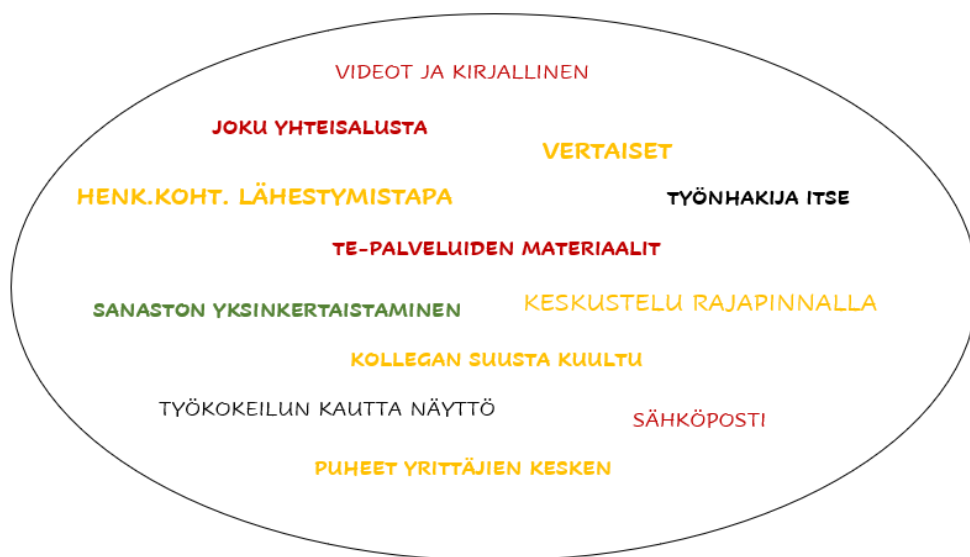 VIDEOT JA KIRJALLINEN
JOKU YHTEISALUSTA
VERTAISET
HENK.KOHT. LÄHESTYMISTAPA
TYÖNHAKIJA ITSE
TE-PALVELUIDEN MATERIAALIT
SANASTON YKSINKERTAISTAMINEN
KESKUSTELU RAJAPINNALLA
KOLLEGAN SUUSTA KUULTU
TYÖKOKEILUN KAUTTA NÄYTTÖ
SÄHKÖPOSTI
PUHEET YRITTÄJIEN KESKEN